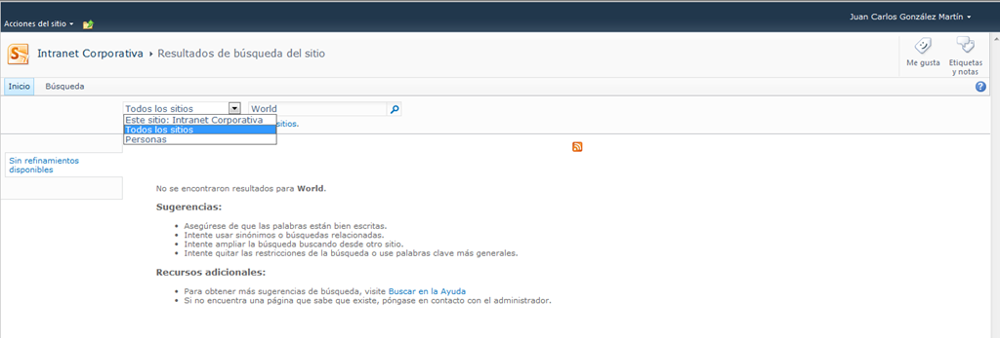 Acciones del sitio
Juan Carlos González Martín
Intranet Corporativa ▸ Resultados de búsqueda del sitio
Me gusta
Etiquetas
y notas
Inicio
Búsqueda
Todos los sitios
World
Este sitio: Intranet Corporativa
Todos los sitios
sitios.
Personas
Sin refinamientos
disponibles
No se encontraron resultados para World.
Sugerencias:
• Asegúrese de que las palabras están bien escritas.
• Intente usar sinónimos o búsquedas relacionadas.
• Intente ampliar la búsqueda buscando desde otro sitio.
• Intente quitar las restricciones de la búsqueda o use palabras clave más generales.
Recursos adicionales:
• Para obtener más sugerencias de búsqueda, visite Buscar en la Ayuda
• Si no encuentra una página que sabe que existe, póngase en contacto con el administrador.